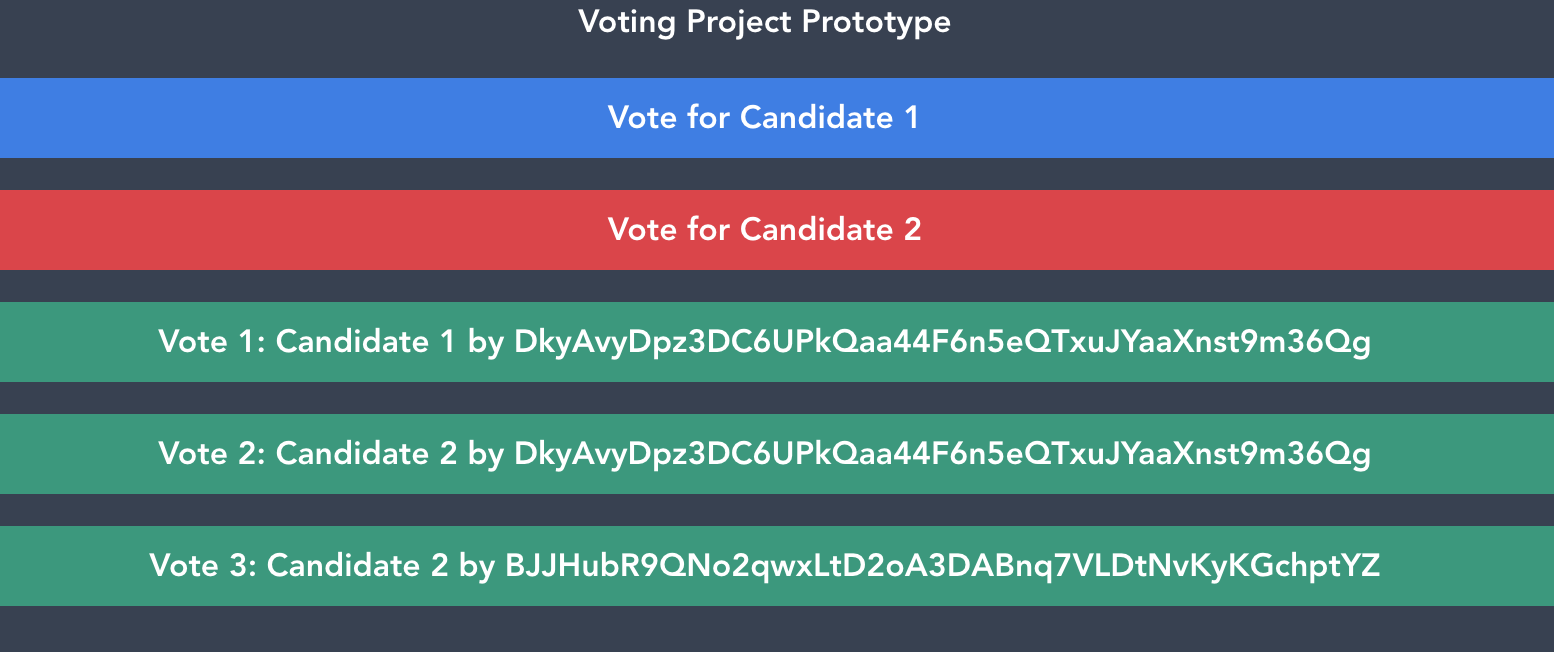 Voting Project Prototype
Vote for Candidate 1
Vote for Candidate 2
Vote 1: Candidate 1 by DkyAvyDpz3DC6UPkQaa44F6n5eQTxuJYaaXnst9m36Qg
Vote 2: Candidate 2 by DkyAvyDpz3DC6UPkQaa44F6n5eQTxuJYaaXnst9m36Qg
Vote 3: Candidate 2 by BJJHubR9QNo2qwxLtD2oA3DABnq7VLDtNvKyKGchptYZ